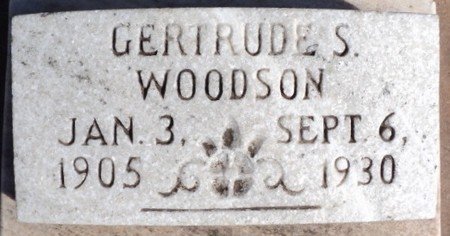 GERTRUDE S.
WOODSON
JAN. 3, SEPT. 6,
1905 1930